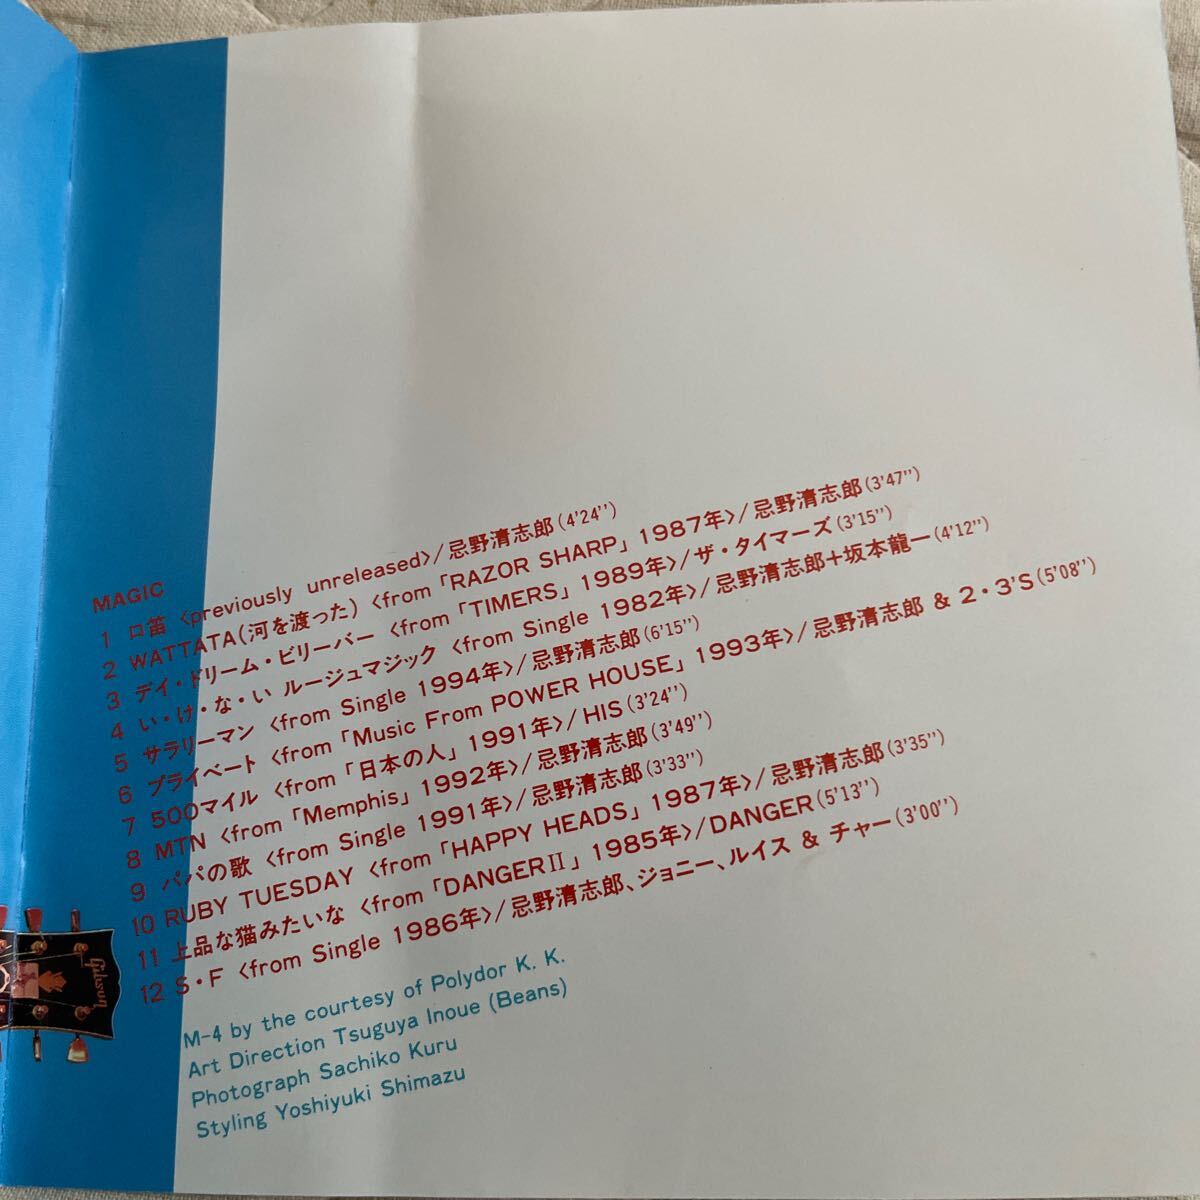 MAGIC
1 口笛 〈previously unreleased〉/忌野清志郎(4'24'')
2 WATTATA(河を渡った) 〈from「RAZOR SHARP」1987年〉/忌野清志郎(3'47'')
3 デイ・ドリーム・ビリーバー 〈from「TIMERS」1989年〉/ザ・タイマーズ(3'15'')
4 い・け・な・い ルージュマジック 〈from Single 1982年〉/忌野清志郎+坂本龍一(4'12'')
5 サラリーマン 〈from Single 1994年〉/忌野清志郎(6'15'')
6 プライベート 〈from「Music From POWER HOUSE」1993年〉/忌野清志郎 & 2・3'S(5'08'')
7 500マイル 〈from「日本の人」1991年〉/HIS(3'24'')
8 MTN 〈from「Memphis」1992年〉/忌野清志郎(3'49'')
9 パパの歌 〈from Single 1991年〉/忌野清志郎(3'33'')
10 RUBY TUESDAY 〈from「HAPPY HEADS」1987年〉/忌野清志郎(3'35'')
11 上品な猫みたいな 〈from「DANGER II」1985年〉/DANGER(5'13'')
12 S・F 〈from Single 1986年〉/忌野清志郎、ジョニー、ルイス & チャー(3'00'')
M-4 by the courtesy of Polydor K. K.
Art Direction Tsuguya Inoue (Beans)
Photograph Sachiko Kuru
Styling Yoshiyuki Shimazu
Gibson